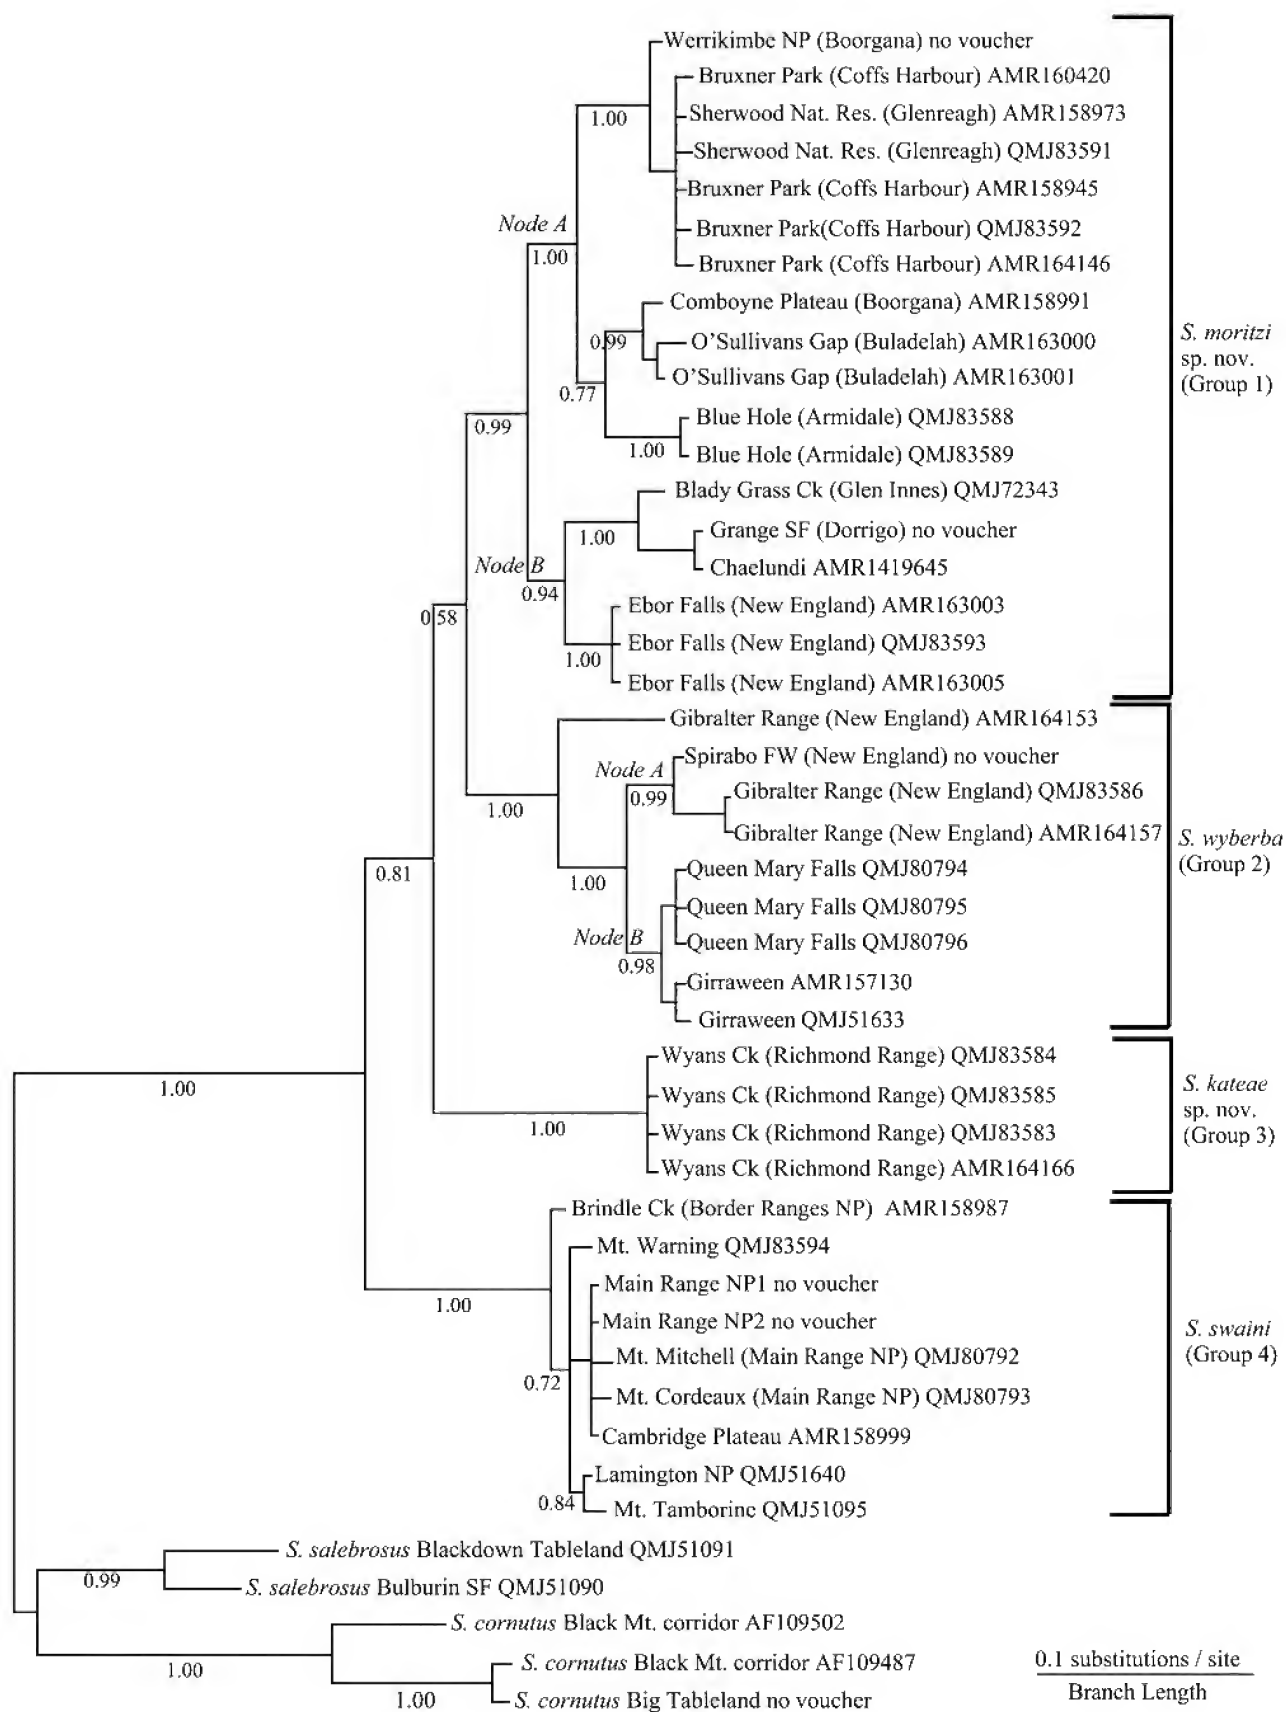 Werrikimbe NP (Boorgana) no voucher
Bruxner Park (Coffs Harbour) AMR160420
1.00
Sherwood Nat. Res. (Glenreagh) AMR158973
Sherwood Nat. Res. (Glenreagh) QMJ83591
Bruxner Park (Coffs Harbour) AMR158945
Node A
Bruxner Park(Coffs Harbour) QMJ83592
1.00
Bruxner Park (Coffs Harbour) AMR164146
Comboyne Plateau (Boorgana) AMR158991
0.99
O'Sullivans Gap (Buladelah) AMR163000
O'Sullivans Gap (Buladelah) AMR163001
0.77
S. moritzi
sp. nov.
(Group 1)
Blue Hole (Armidale) QMJ83588
0.99
1.00
Blue Hole (Armidale) QMJ83589
Blady Grass Ck (Glen Innes) QMJ72343
1.00
Grange SF (Dorrigo) no voucher
Node B
Chaelundi AMR1419645
0.94
Ebor Falls (New England) AMR163003
0.58
Ebor Falls (New England) QMJ83593
1.00
Ebor Falls (New England) AMR163005
Gibralter Range (New England) AMR164153
Spirabo FW (New England) no voucher
Node A
Gibralter Range (New England) QMJ83586
0.99
1.00
Gibralter Range (New England) AMR164157
S. wyberba
(Group 2)
0.81
Queen Mary Falls QMJ80794
1.00
Queen Mary Falls QMJ80795
Node B
Queen Mary Falls QMJ80796
0.98
Girraween AMR157130
Girraween QMJ51633
Wyans Ck (Richmond Range) QMJ83584
1.00
Wyans Ck (Richmond Range) QMJ83585
1.00
Wyans Ck (Richmond Range) QMJ83583
Wyans Ck (Richmond Range) AMR164166
S. kateae
sp. nov.
(Group 3)
Brindle Ck (Border Ranges NP) AMR158987
Mt. Warning QMJ83594
Main Range NP1 no voucher
1.00
Main Range NP2 no voucher
S. swaini
(Group 4)
Mt. Mitchell (Main Range NP) QMJ80792
0.72
Mt. Cordeaux (Main Range NP) QMJ80793
Cambridge Plateau AMR158999
Lamington NP QMJ51640
0.84
Mt. Tamborine QMJ51095
S. salebrosus Blackdown Tableland QMJ51091
0.99
S. salebrosus Bulburin SF QMJ51090
S. cornutus Black Mt. corridor AF109502
1.00
S. cornutus Black Mt. corridor AF109487
1.00
S. cornutus Big Tableland no voucher
0.1 substitutions / site
Branch Length